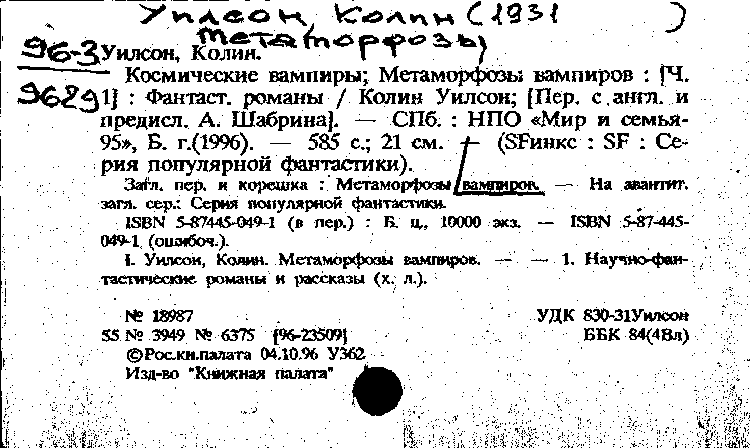 Уилсон, Колин (1931 )
Метаморфозы
96-3
9629
Уилсон, Колин.
Космические вампиры; Метаморфозы вампиров : [Ч.
1] : Фантаст. романы / Колин Уилсон; [Пер. с англ. и
предисл. А. Шабрина]. — СПб. : НПО «Мир и семья-
95», Б. г.(1996). — 585 с.; 21 см. — (SFинкс : SF : Се-
рия популярной фантастики).
Загл. пер. и корешка : Метаморфозы вампиров. — На авантит.
загл. сер.: Серия популярной фантастики.
ISBN 5-87445-049-1 (в пер.) : Б. ц., 10000 экз. — ISBN 5-87-445-
049-1 (ошибоч.).
1. Уилсон, Колин. Метаморфозы вампиров. — — 1. Научно-фан-
тастические романы и рассказы (х. л.).
№ 18987
УДК 830-31Уилсон
55 № 3949 № 6375 [96-23509]
ББК 84(4Вл)
©Рос.кн.палата 04.10.96 У362
Изд-во "Книжная палата"